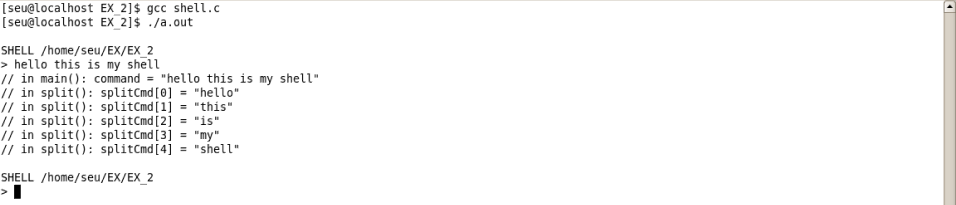 [seu@localhost EX_2]$ gcc shell.c
[seu@localhost EX_2]$ ./a.out
SHELL /home/seu/EX/EX_2
> hello this is my shell
// in main(): command = "hello this is my shell"
// in split(): splitCmd[0] = "hello"
// in split(): splitCmd[1] = "this"
// in split(): splitCmd[2] = "is"
// in split(): splitCmd[3] = "my"
// in split(): splitCmd[4] = "shell"
SHELL /home/seu/EX/EX_2
>